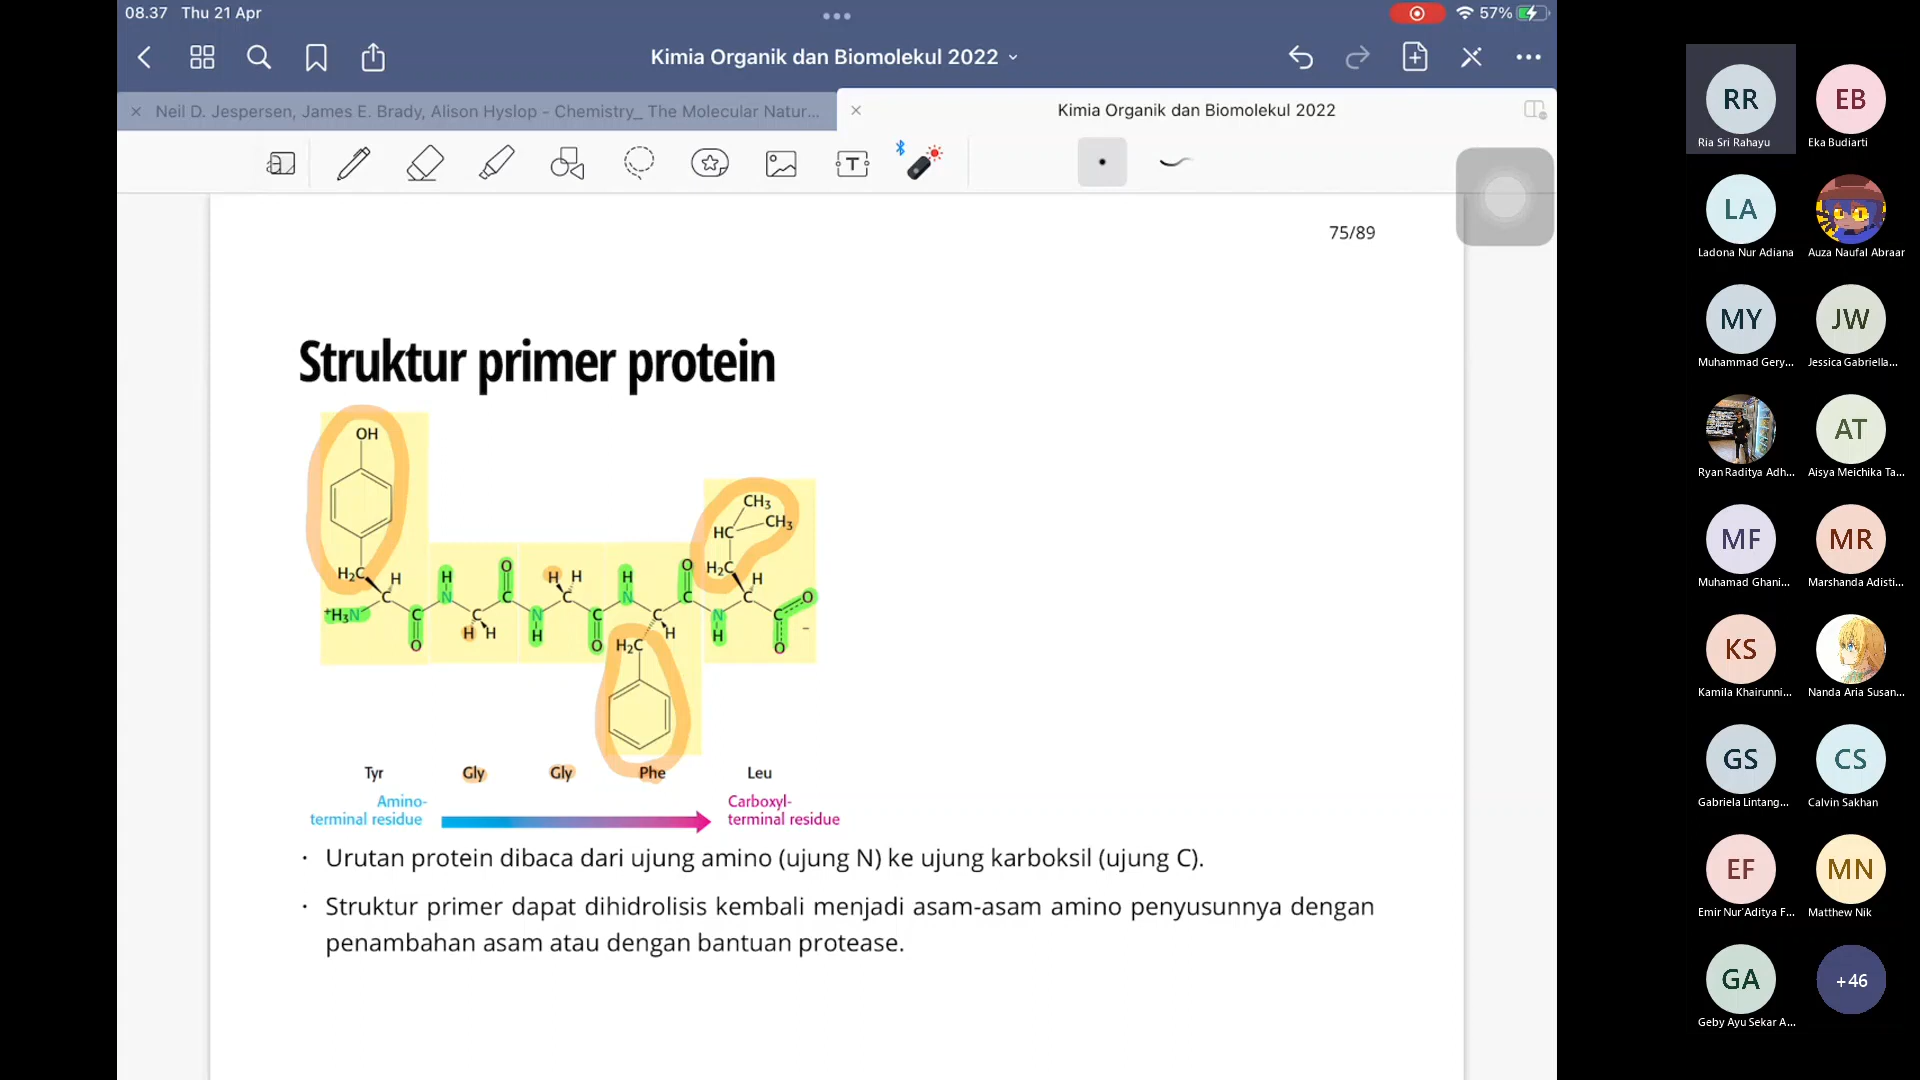 08.37 Thu 21 Apr
57%
Kimia Organik dan Biomolekul 2022
Neil D. Jespersen, James E. Brady, Alison Hyslop - Chemistry_ The Molecular Natur...
Kimia Organik dan Biomolekul 2022
T
75/89
Struktur primer protein
OH
CH₃
CH₃
HC
H₂C
H
H
O
H
H
H
O
H₂C
H
C
N
C
C
N
C
C
O
⁺H₃N
C
C
N
C
C
N
C
O
H
H
H
O
H₂C
H
H
O
−
Tyr Gly Gly Phe Leu
Amino-
terminal residue
Carboxyl-
terminal residue
· Urutan protein dibaca dari ujung amino (ujung N) ke ujung karboksil (ujung C).
· Struktur primer dapat dihidrolisis kembali menjadi asam-asam amino penyusunnya dengan
penambahan asam atau dengan bantuan protease.
RR EB
Ria Sri Rahayu Eka Budiarti
LA
Ladona Nur Adiana Auza Naufal Abraar
MY JW
Muhammad Gery... Jessica Gabriella...
AT
Ryan Raditya Adh... Aisya Meichika Ta...
MF MR
Muhamad Ghani... Marshanda Adisti...
KS
Kamila Khairunni... Nanda Aria Susan...
GS CS
Gabriela Lintang... Calvin Sakhan
EF MN
Emir Nur'Aditya F... Matthew Nik
GA +46
Geby Ayu Sekar A...